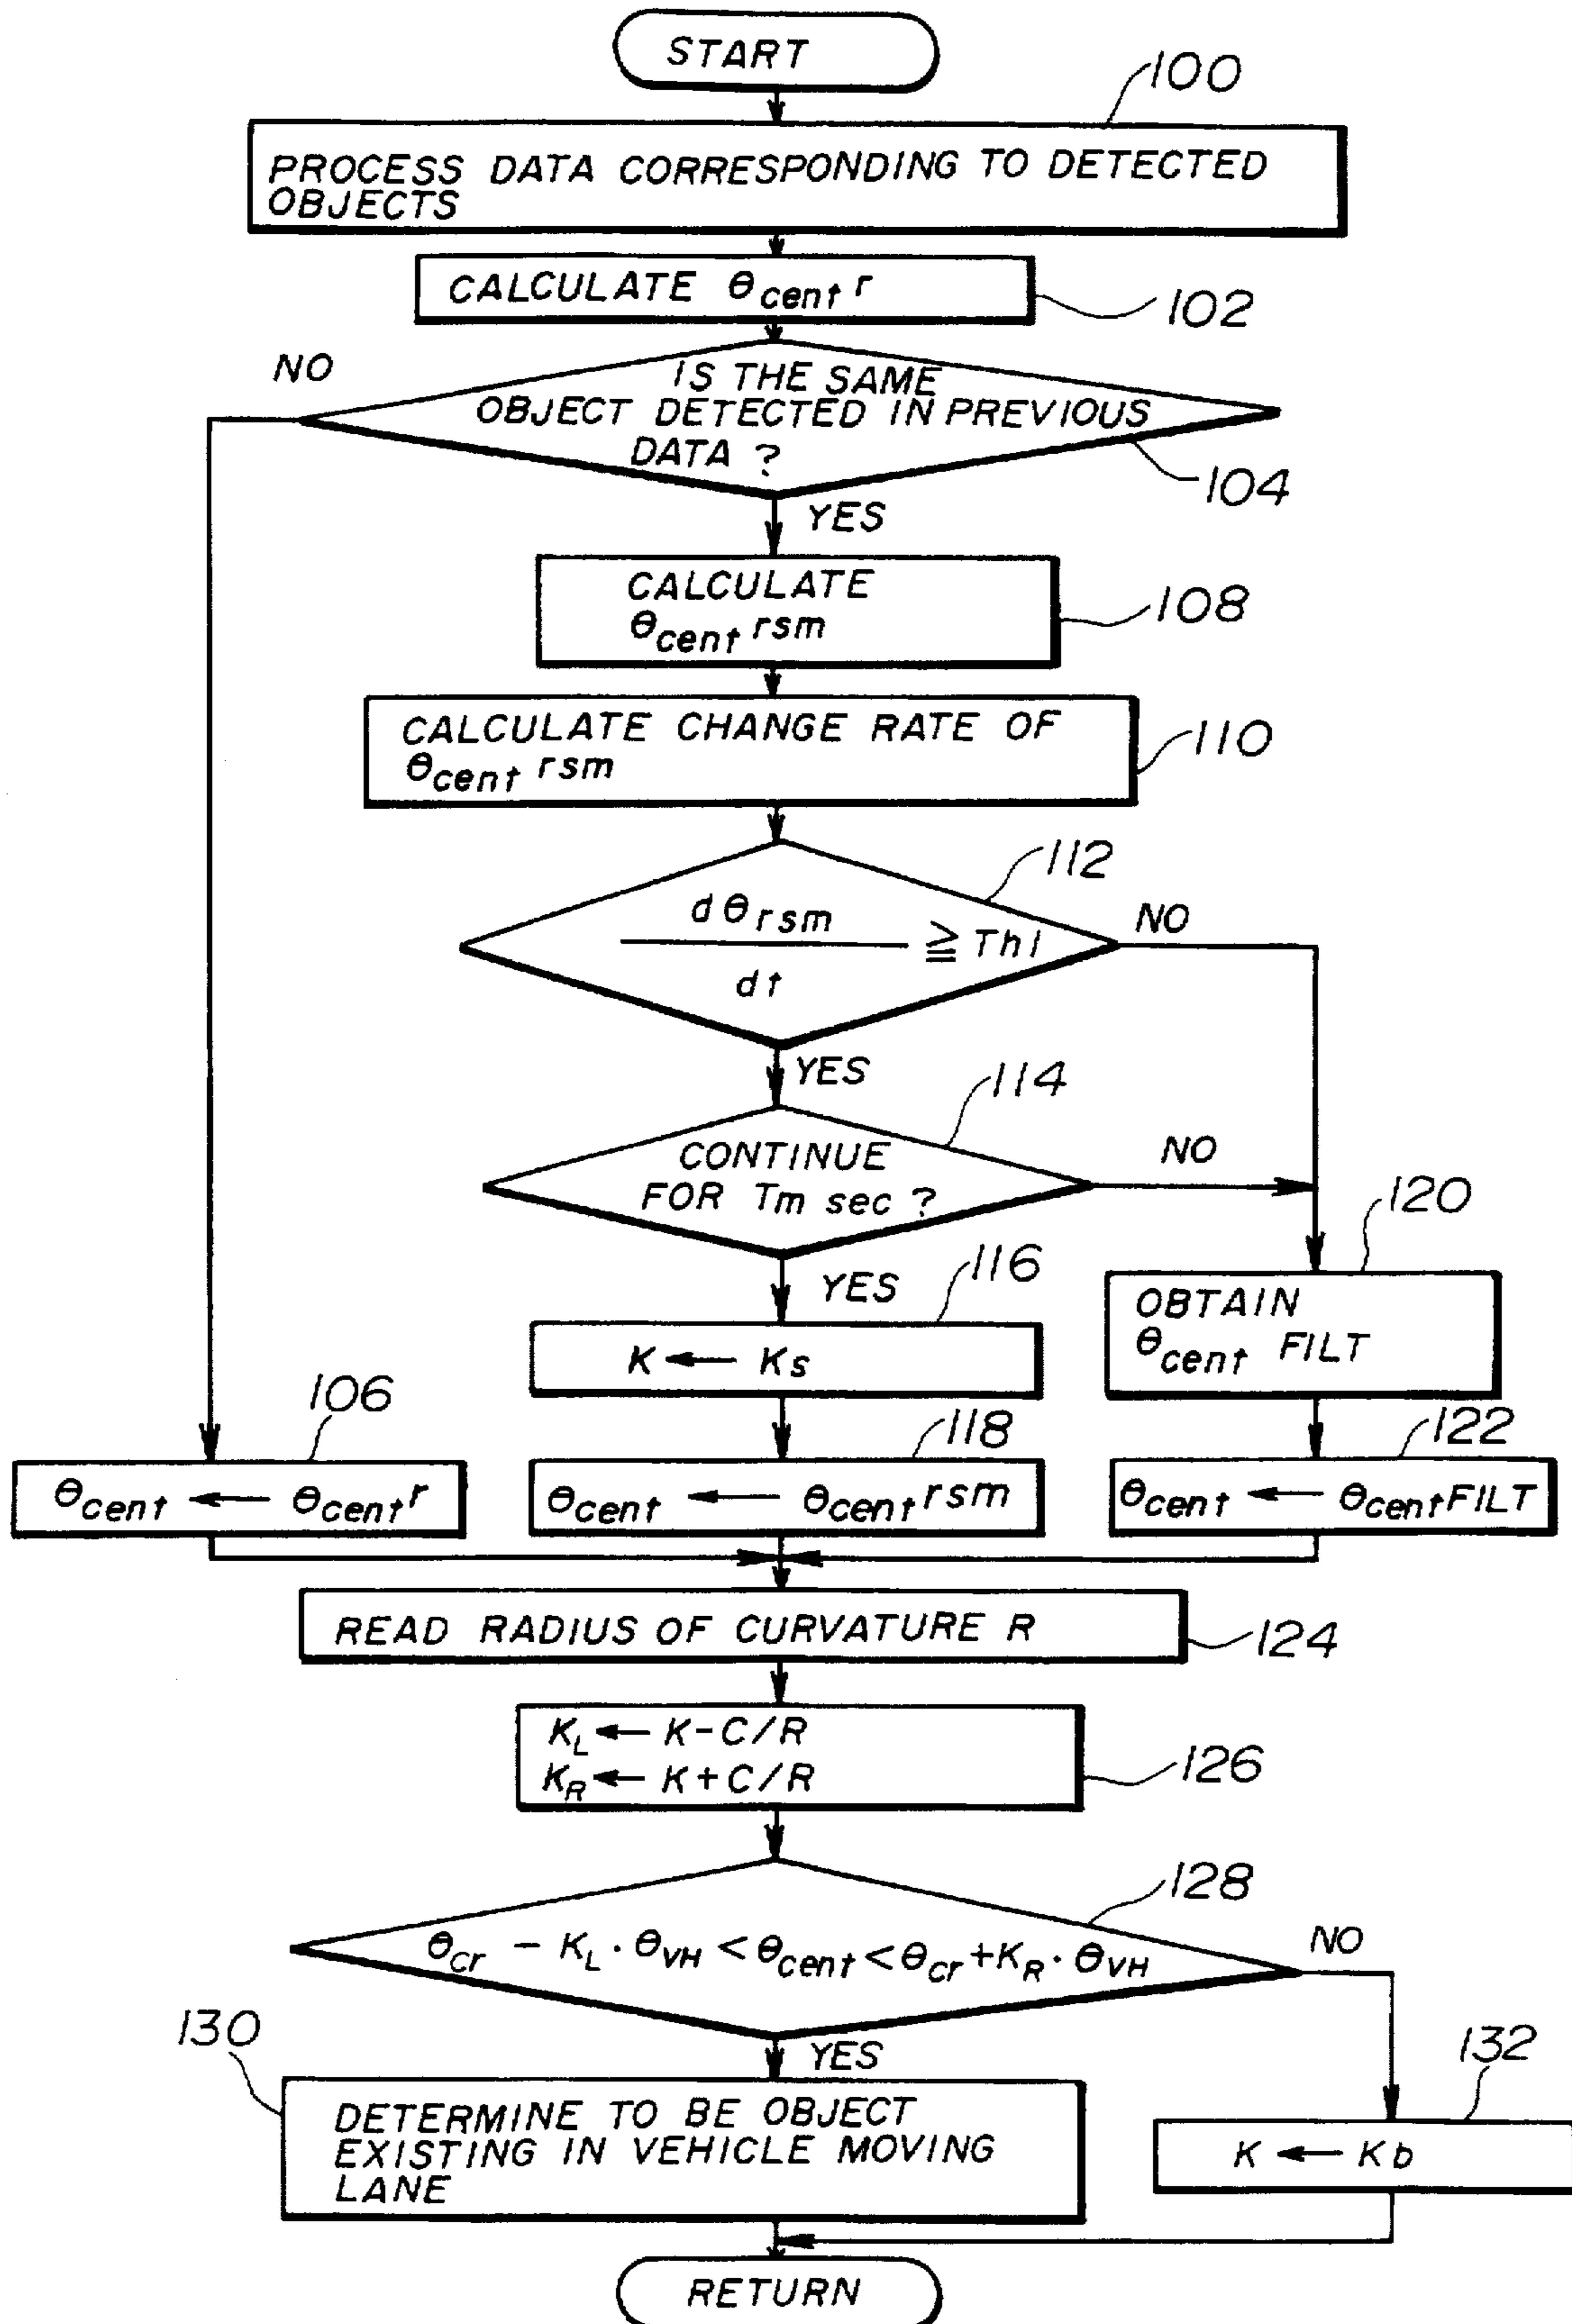 START
100
PROCESS DATA CORRESPONDING TO DETECTED
OBJECTS
CALCULATE θcent r
102
NO
IS THE SAME
OBJECT DETECTED IN PREVIOUS
DATA ?
104
YES
CALCULATE
θcent rsm
108
CALCULATE CHANGE RATE OF
θcent rsm
110
112
dθrsm
dt
≧ Th1
NO
YES
114
CONTINUE
FOR Tm sec ?
NO
120
YES
116
OBTAIN
θcent FILT
K ← Ks
106
118
122
θcent ← θcent r
θcent ← θcent rsm
θcent ← θcent FILT
READ RADIUS OF CURVATURE R
124
KL ← K-C/R
KR ← K+C/R
126
128
θcr - KL · θVH < θcent < θcr + KR · θVH
NO
130
YES
132
DETERMINE TO BE OBJECT
EXISTING IN VEHICLE MOVING
LANE
K ← Kb
RETURN